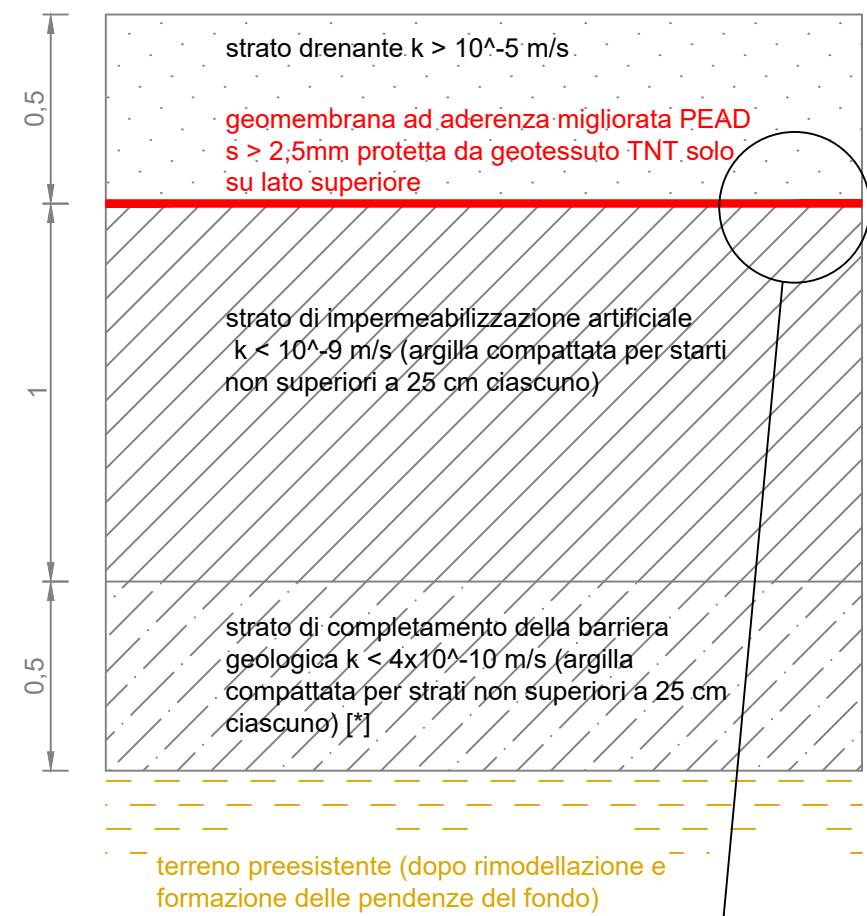 0,5
strato drenante k > 10^-5 m/s
geomembrana ad aderenza migliorata PEAD
s > 2,5mm protetta da geotessuto TNT solo
su lato superiore
1
strato di impermeabilizzazione artificiale
k < 10^-9 m/s (argilla compattata per starti
non superiori a 25 cm ciascuno)
0,5
strato di completamento della barriera
geologica k < 4x10^-10 m/s (argilla
compattata per strati non superiori a 25 cm
ciascuno) [*]
terreno preesistente (dopo rimodellazione e
formazione delle pendenze del fondo)